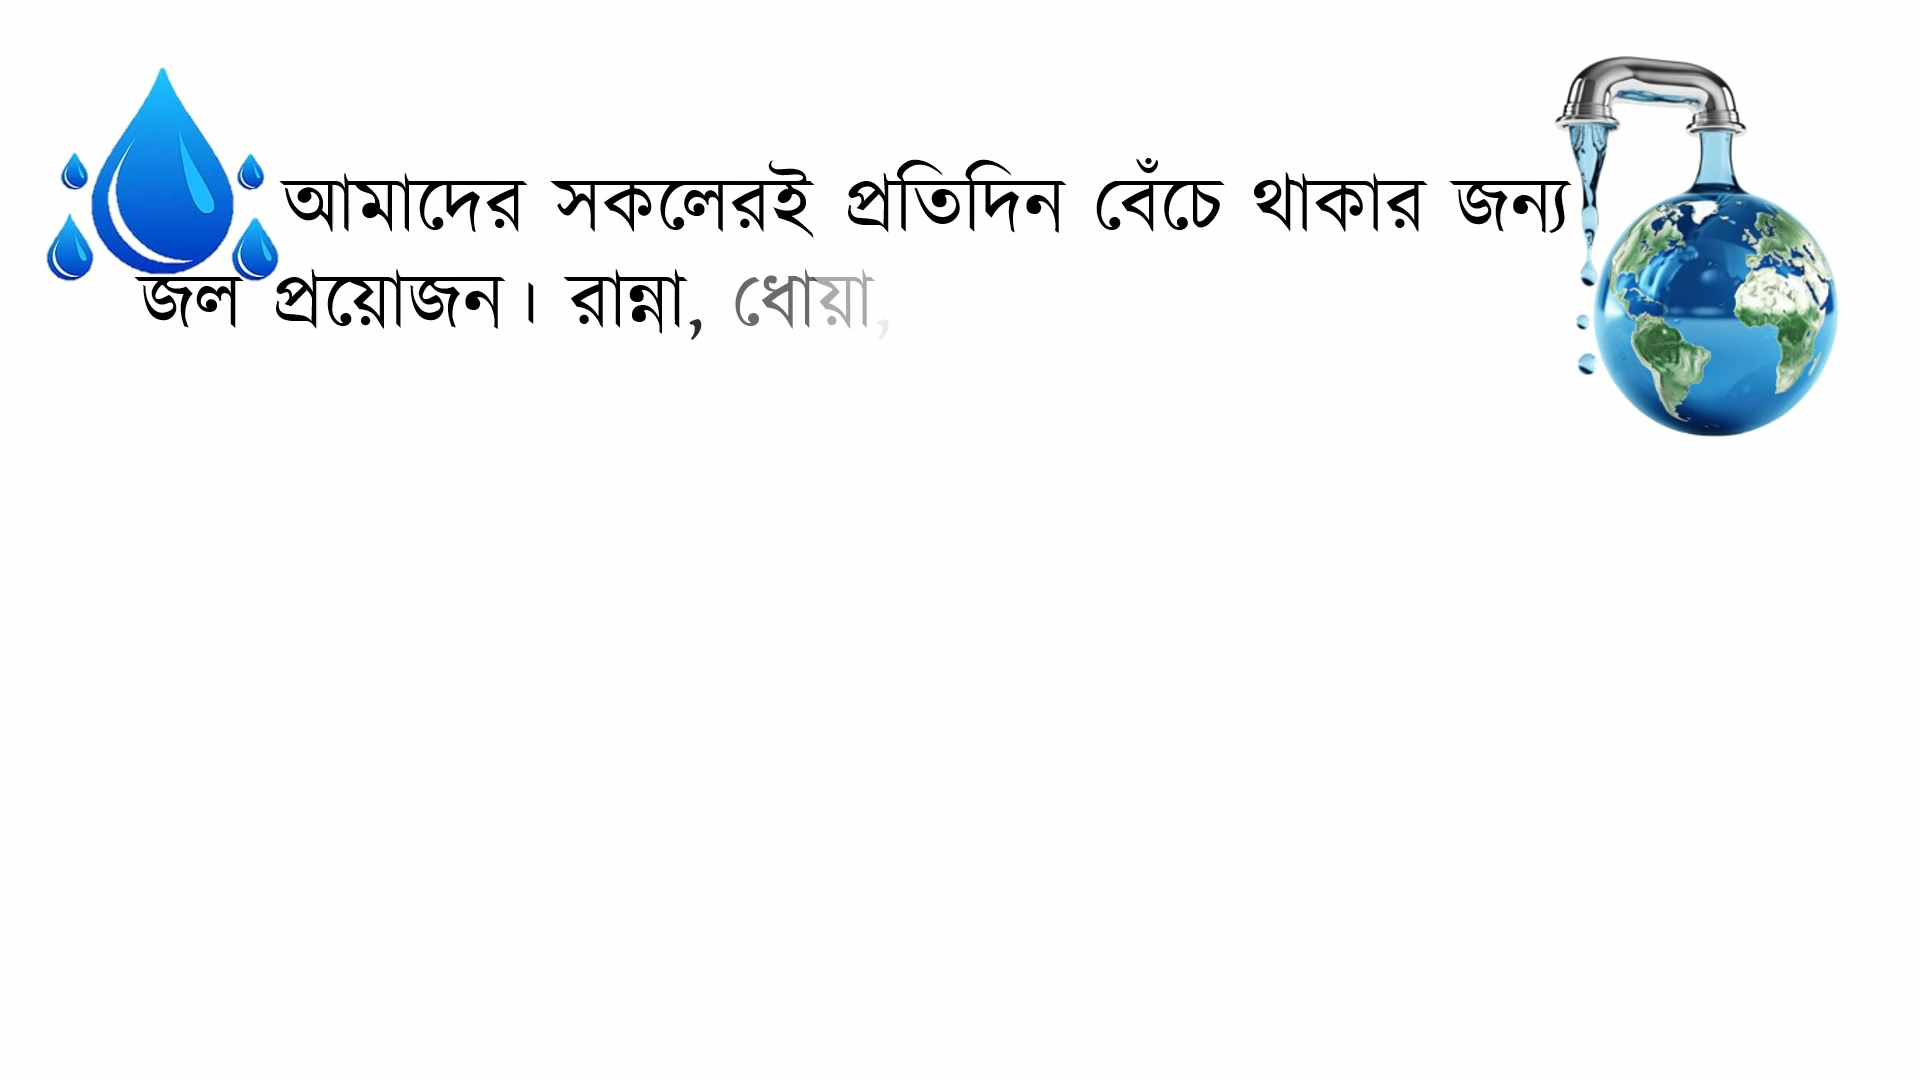 আমাদের সকলেরই প্রতিদিন বেঁচে থাকার জন্য
জল প্রয়োজন। রান্না, ধোয়া,